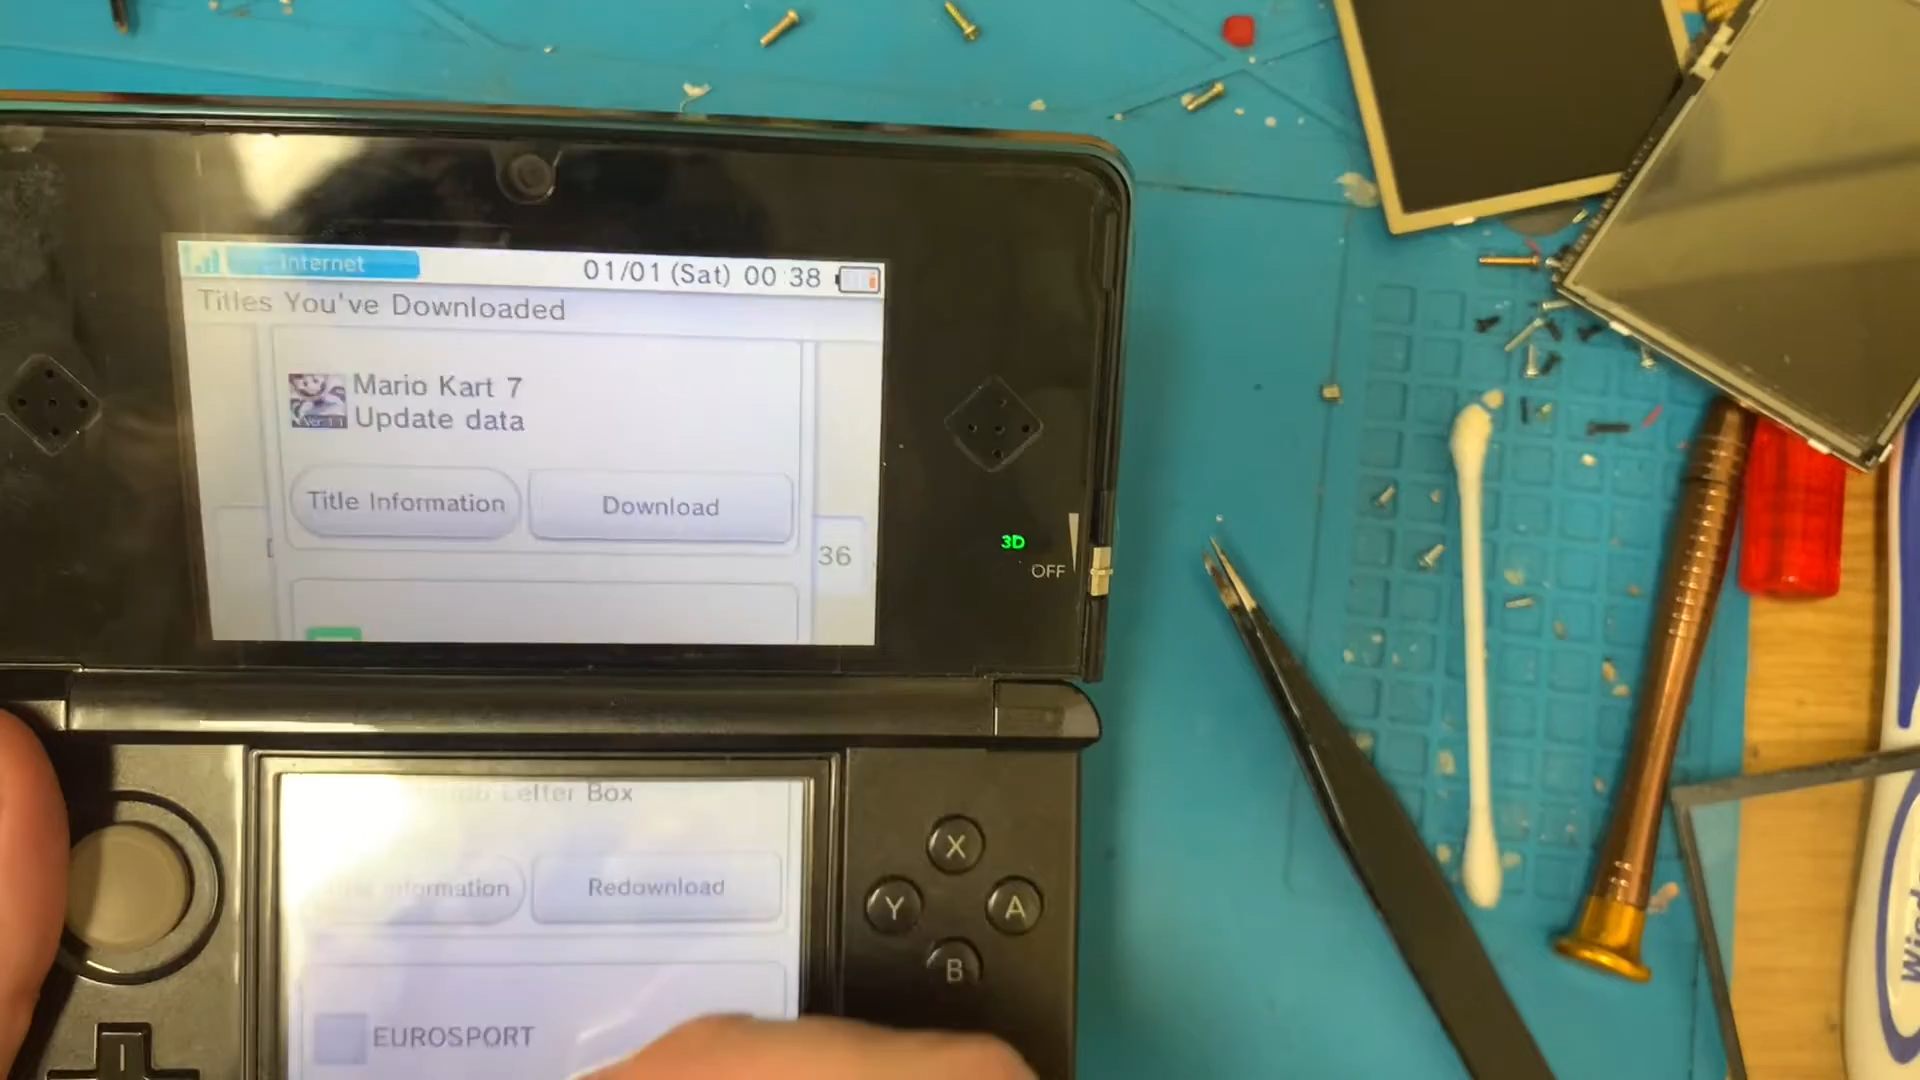 Internet
01/01 (Sat) 00:38
Titles You've Downloaded
Mario Kart 7
Update data
Title Information
Download
36
3D
OFF
Letter Box
Information
Redownload
EUROSPORT
X
Y
A
B